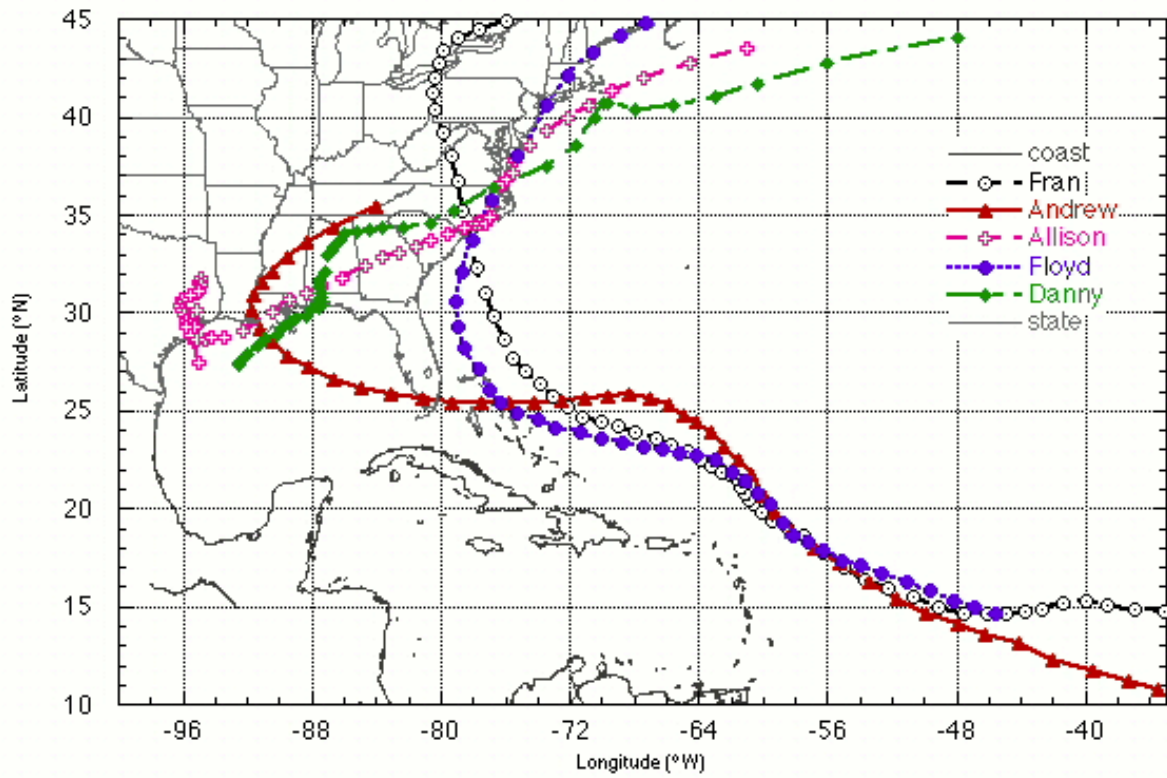 45
40
35
30
25
20
15
10
Latitude (°N)
coast
Fran
Andrew
Allison
Floyd
Danny
state
-96 -88 -80 -72 -64 -56 -48 -40
Longitude (°W)